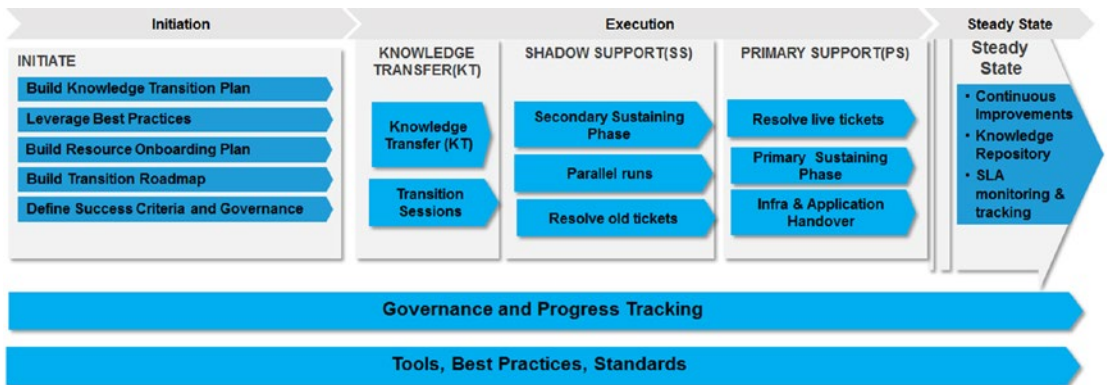 Initiation
Execution
Steady State
INITIATE
Build Knowledge Transition Plan
Leverage Best Practices
Build Resource Onboarding Plan
Build Transition Roadmap
Define Success Criteria and Governance
KNOWLEDGE
TRANSFER(KT)
Knowledge
Transfer (KT)
Transition
Sessions
SHADOW SUPPORT(SS)
Secondary Sustaining
Phase
Parallel runs
Resolve old tickets
PRIMARY SUPPORT(PS)
Resolve live tickets
Primary Sustaining
Phase
Infra & Application
Handover
Steady
State
• Continuous
Improvements
• Knowledge
Repository
• SLA
monitoring &
tracking
Governance and Progress Tracking
Tools, Best Practices, Standards